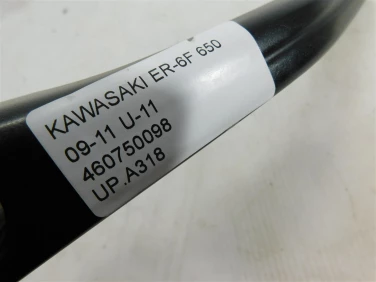 KAWASAKI ER-6F 650
09-11 U-11
460750098
UP.A318